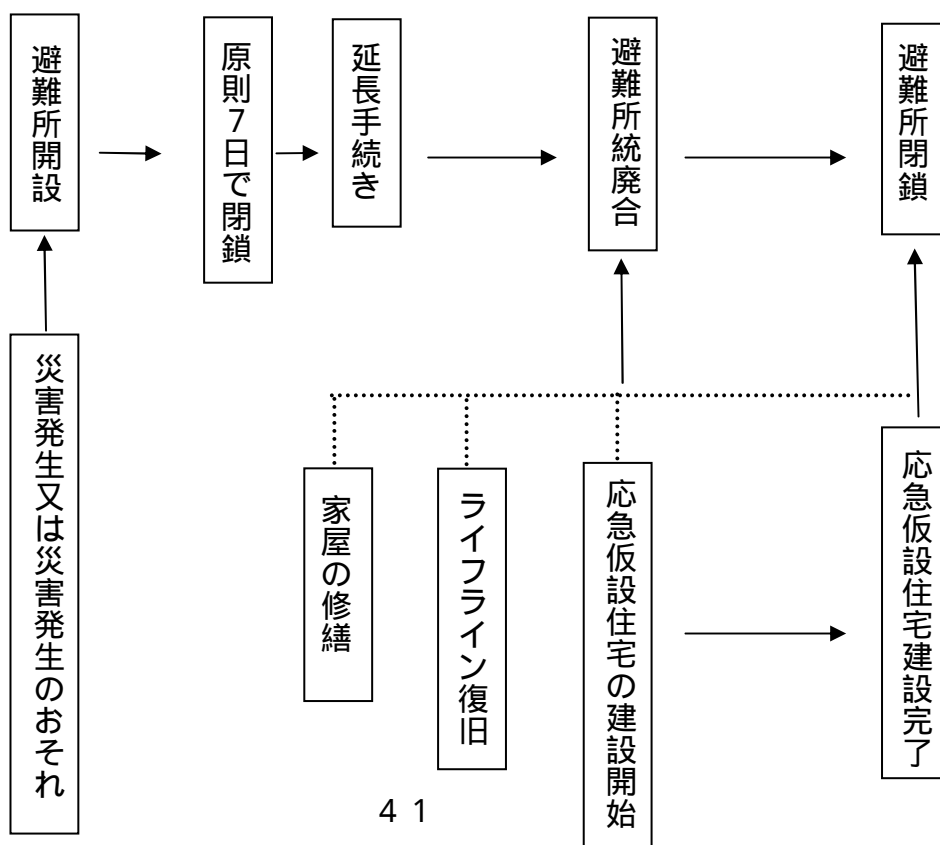 避難所開設
原則7日で閉鎖
延長手続き
避難所統廃合
避難所閉鎖
災害発生又は災害発生のおそれ
家屋の修繕
ライフライン復旧
応急仮設住宅の建設開始
応急仮設住宅建設完了
41